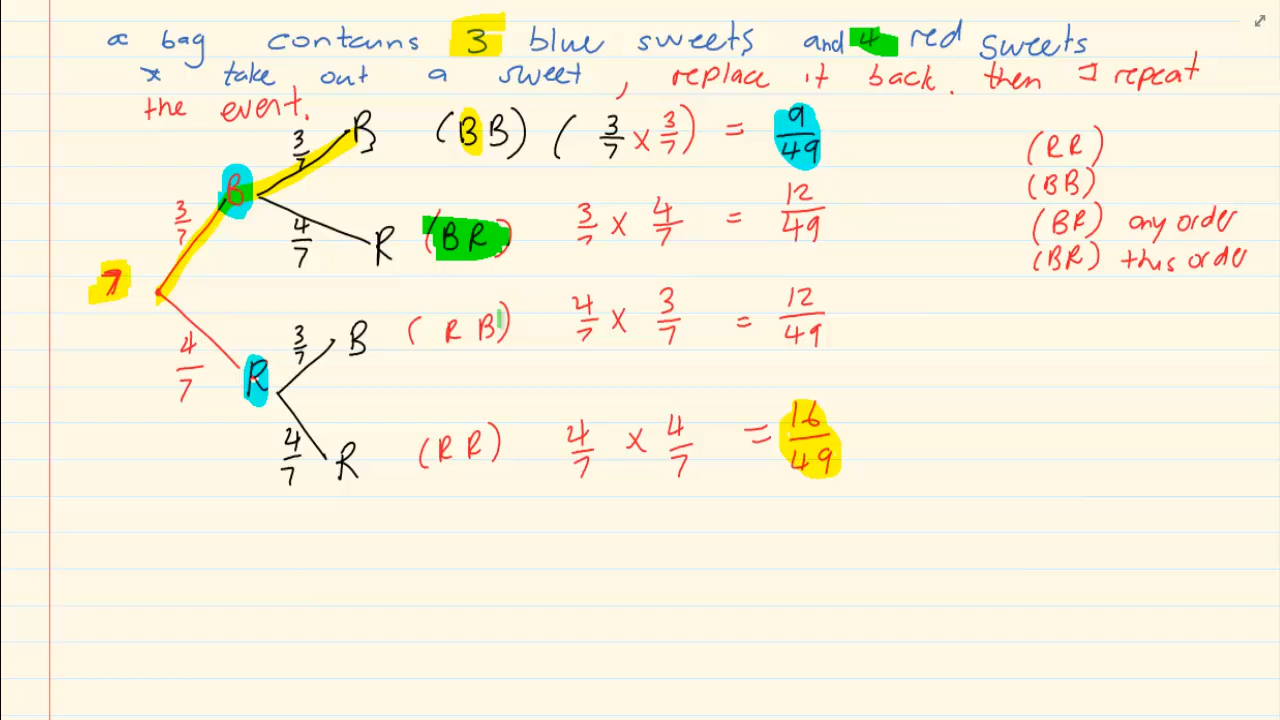 a bag contains 3 blue sweets and 4 red sweets
* take out a sweet, replace it back. then I repeat
the event.
3/7 B (BB) (3/7 × 3/7) = 9/49 (RR)
B (BB)
3/7 4/7 R (BR) 3/7 × 4/7 = 12/49 (BR) any order
(BR) this order
7
4/7 3/7 B (RB) 4/7 × 3/7 = 12/49
R
4/7 R (RR) 4/7 × 4/7 = 16/49